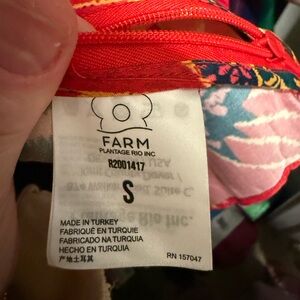 FARM
PLANTAGE RIO INC
R2001417
S
MADE IN TURKEY
FABRIQUÉ EN TURQUIE
FABRICADO NA TURQUIA
HECHO EN TURQUIA
产地土耳其
RN 157047